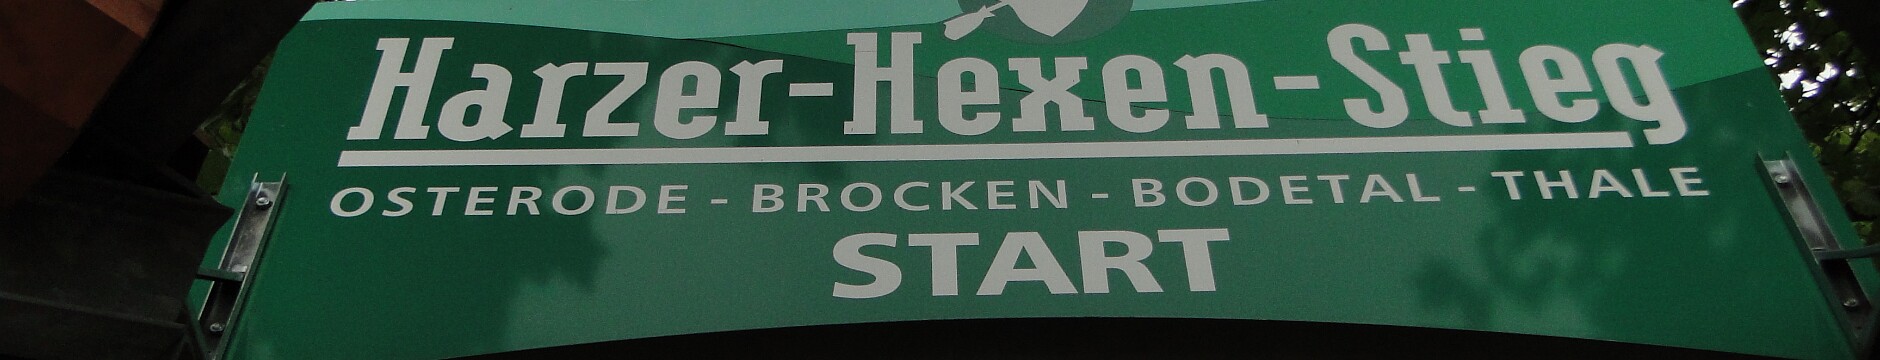 Harzer-Hexen-Stieg
OSTERODE - BROCKEN - BODETAL - THALE
START